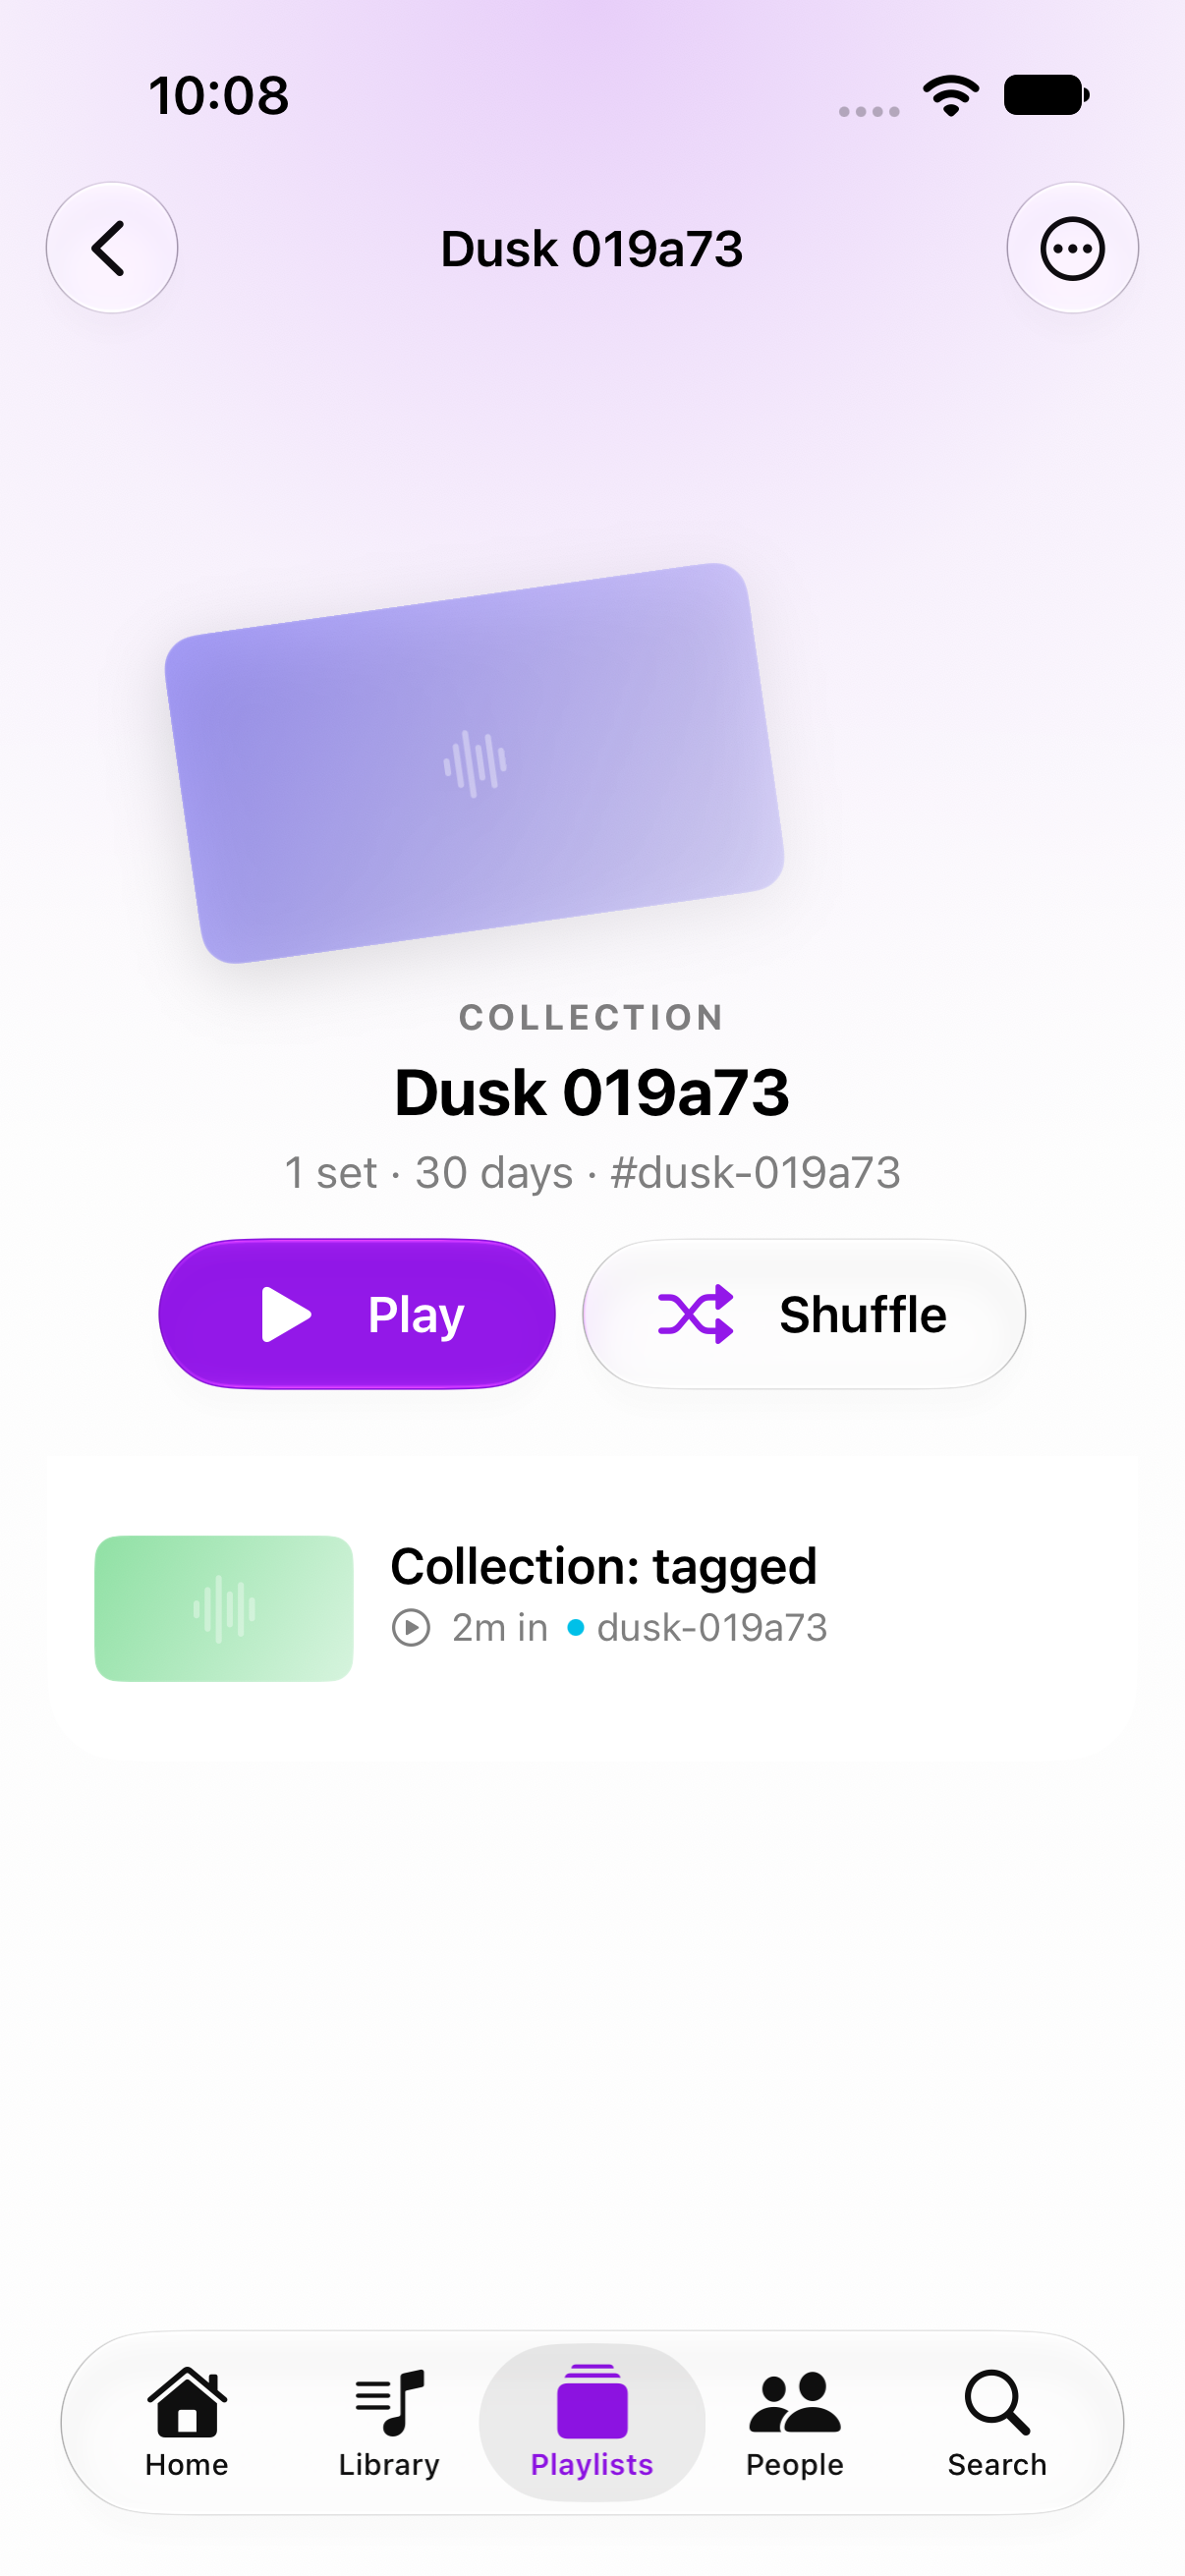 10:08
Dusk 019a73
COLLECTION
Dusk 019a73
1 set · 30 days · #dusk-019a73
Play
Shuffle
Collection: tagged
2m in • dusk-019a73
Home
Library
Playlists
People
Search